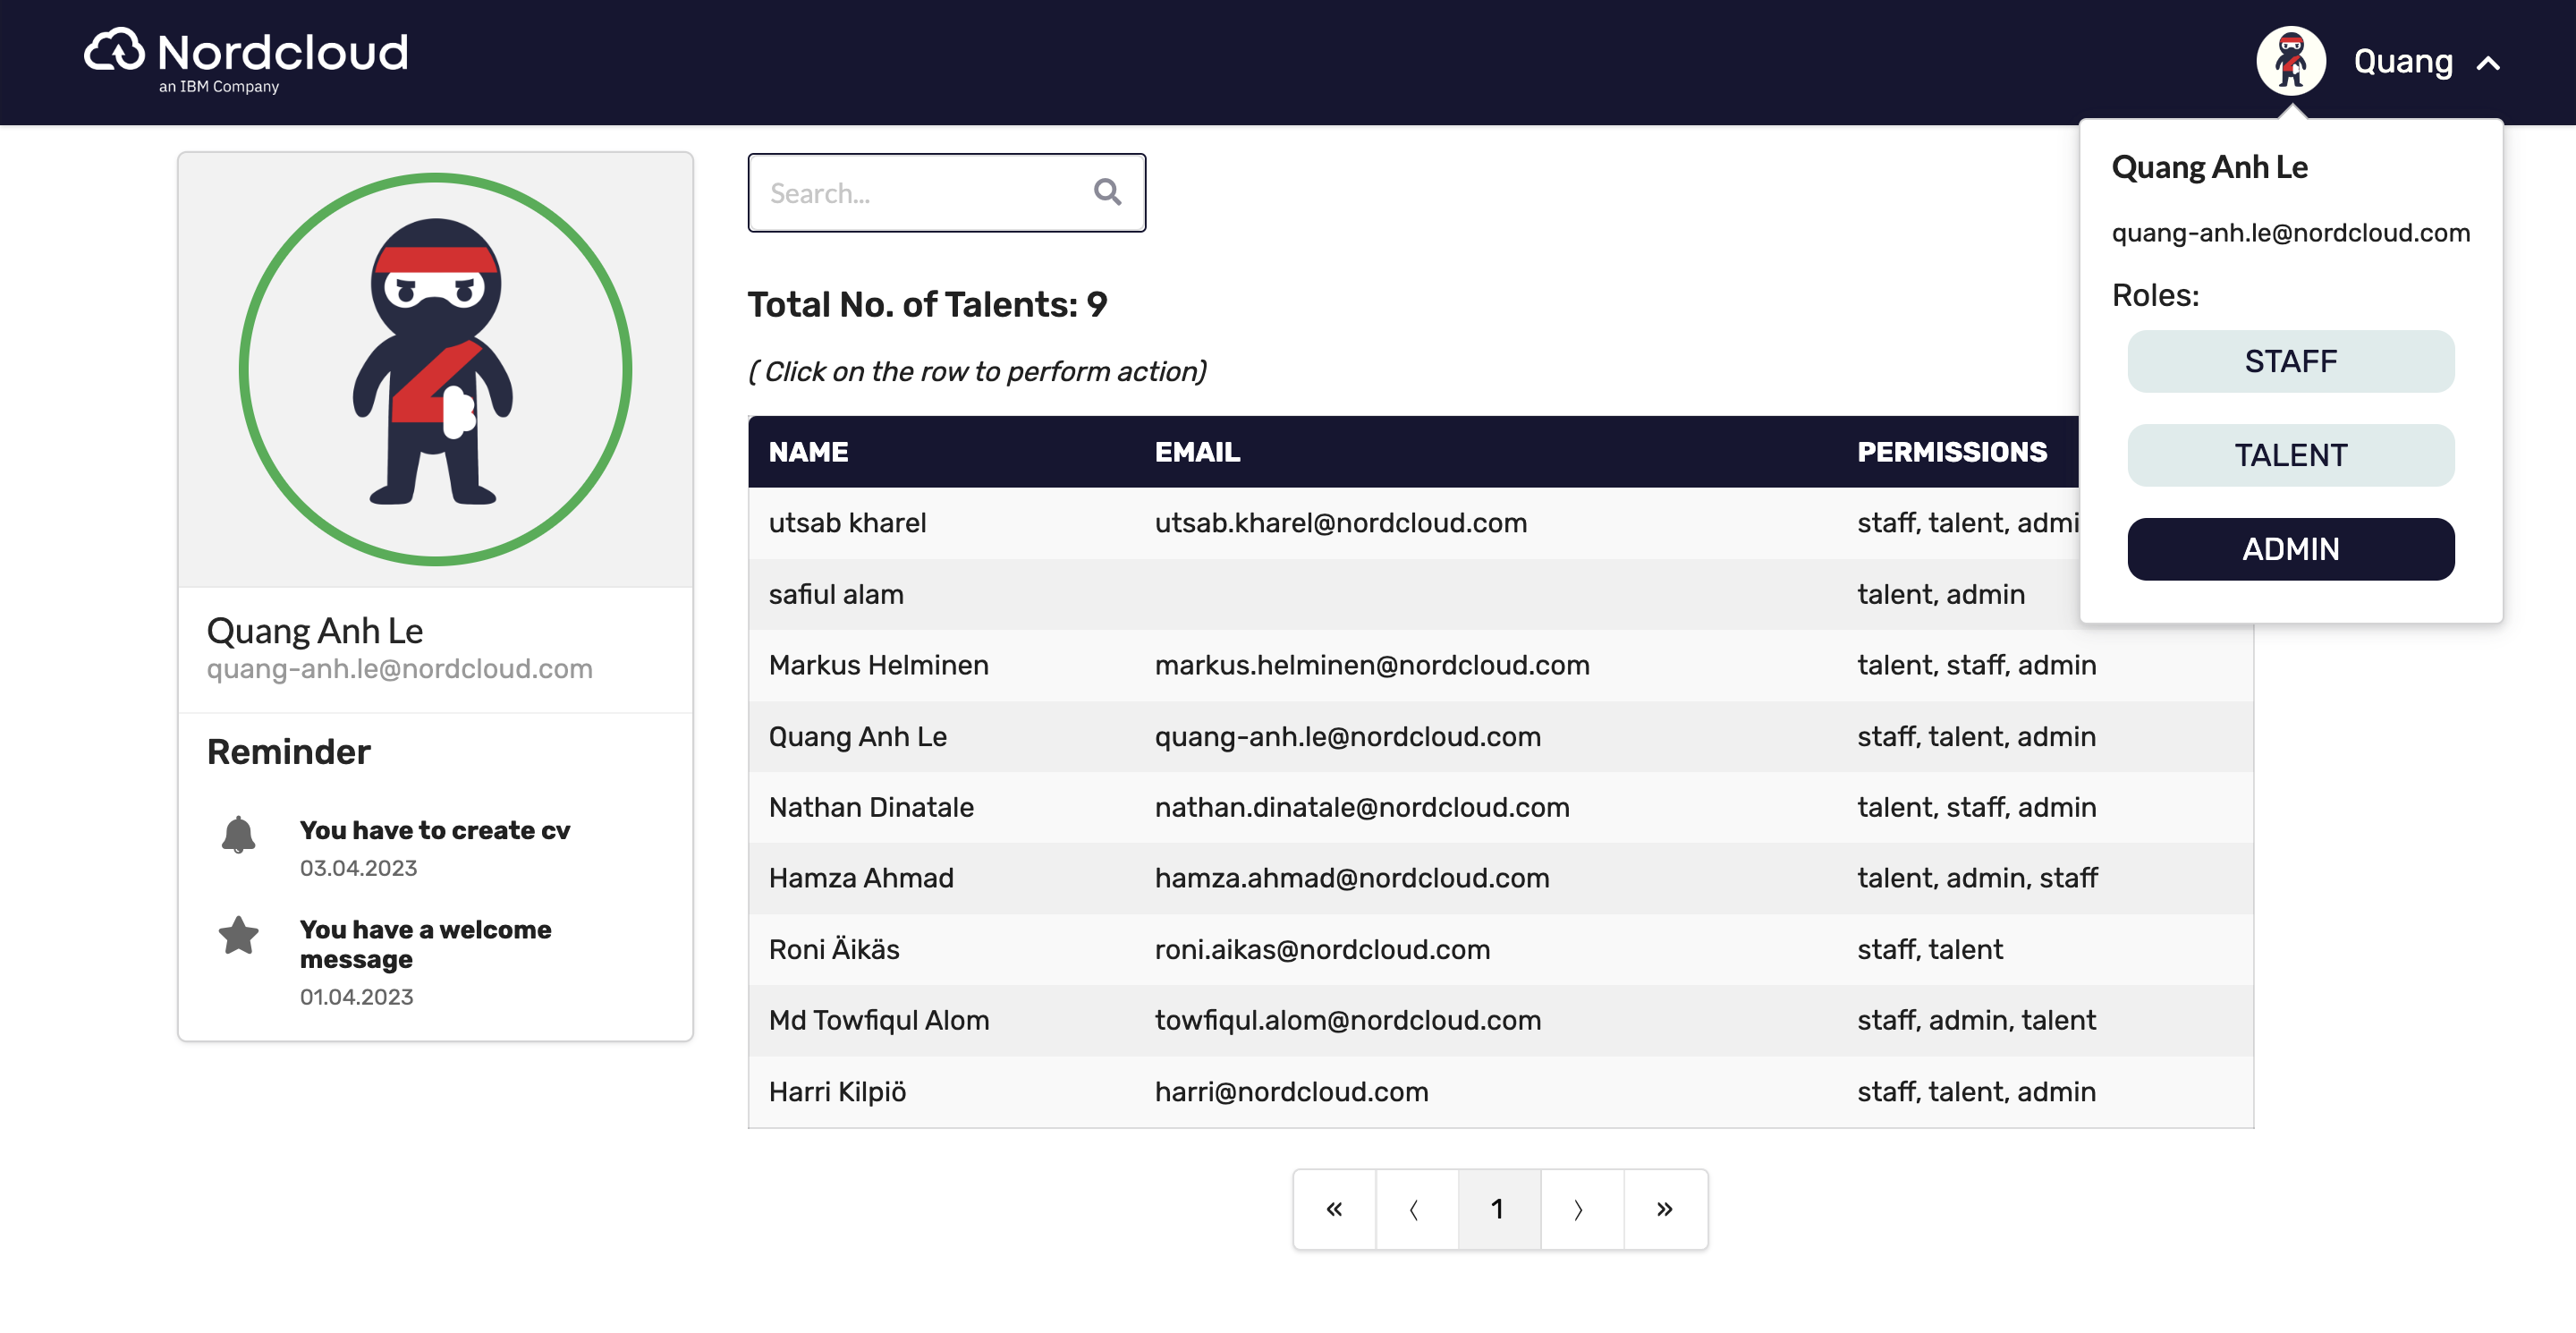 Nordcloud
an IBM Company
Quang
Quang Anh Le
quang-anh.le@nordcloud.com
Roles:
STAFF
TALENT
ADMIN
Quang Anh Le
quang-anh.le@nordcloud.com
Reminder
You have to create cv
03.04.2023
You have a welcome
message
01.04.2023
Search...
Total No. of Talents: 9
( Click on the row to perform action)
NAME EMAIL PERMISSIONS
utsab kharel utsab.kharel@nordcloud.com staff, talent, admi
safiul alam talent, admin
Markus Helminen markus.helminen@nordcloud.com talent, staff, admin
Quang Anh Le quang-anh.le@nordcloud.com staff, talent, admin
Nathan Dinatale nathan.dinatale@nordcloud.com talent, staff, admin
Hamza Ahmad hamza.ahmad@nordcloud.com talent, admin, staff
Roni Äikäs roni.aikas@nordcloud.com staff, talent
Md Towfiqul Alom towfiqul.alom@nordcloud.com staff, admin, talent
Harri Kilpiö harri@nordcloud.com staff, talent, admin
« ⟨ 1 ⟩ »